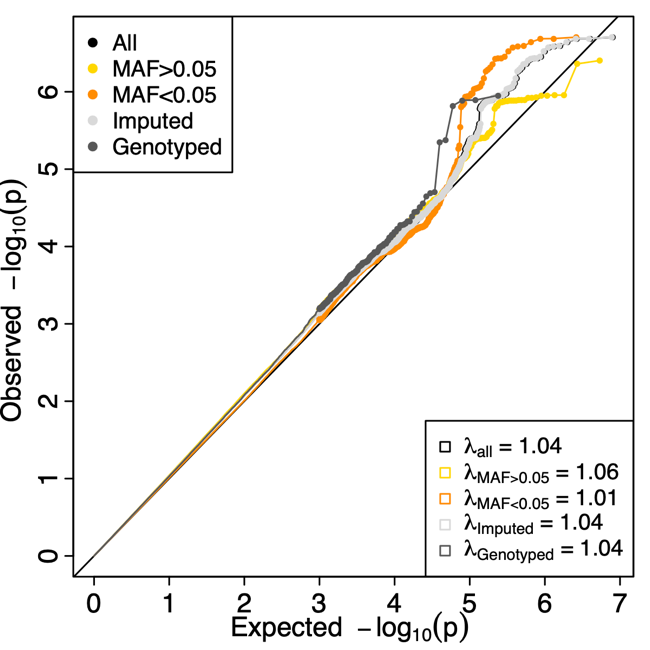 All
MAF>0.05
MAF<0.05
Imputed
Genotyped
Observed −log10(p)
6
5
4
3
2
1
0
λall = 1.04
λMAF>0.05 = 1.06
λMAF<0.05 = 1.01
λImputed = 1.04
λGenotyped = 1.04
0 1 2 3 4 5 6 7
Expected −log10(p)